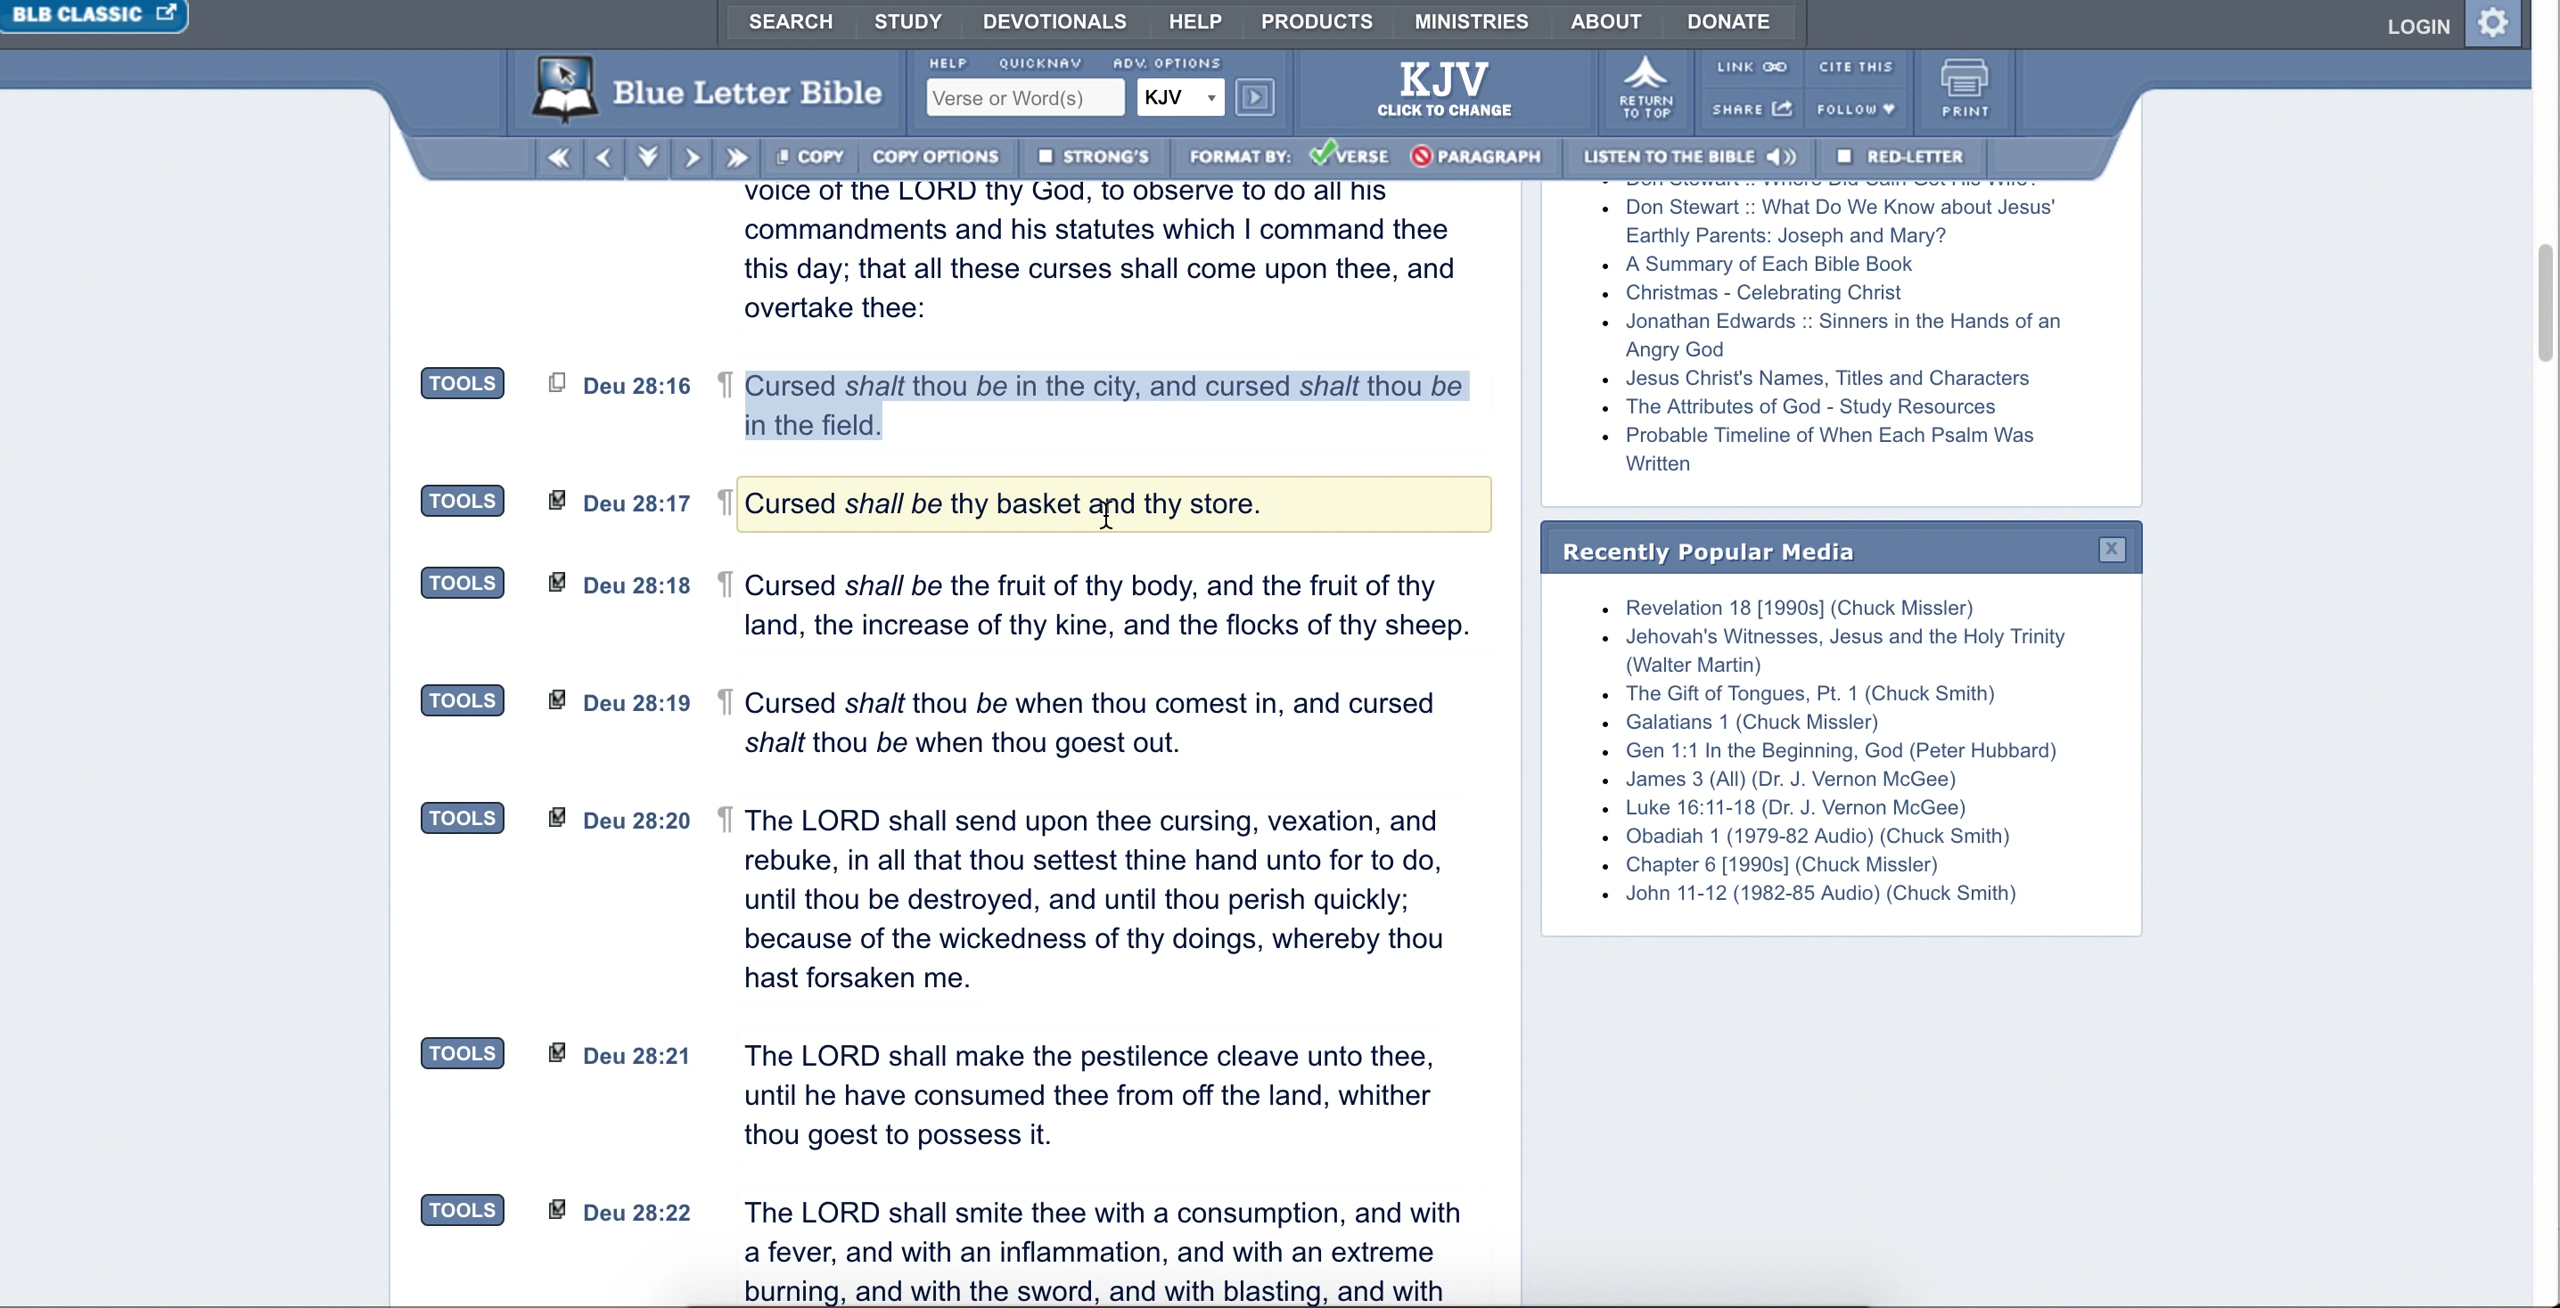 BLB CLASSIC
SEARCH STUDY DEVOTIONALS HELP PRODUCTS MINISTRIES ABOUT DONATE
LOGIN
Blue Letter Bible
HELP QUICKNAV ADV. OPTIONS
Verse or Word(s) KJV
KJV
CLICK TO CHANGE
RETURN
TO TOP
LINK CITE THIS
SHARE FOLLOW
PRINT
COPY COPY OPTIONS STRONG'S FORMAT BY: VERSE PARAGRAPH LISTEN TO THE BIBLE RED-LETTER
voice of the LORD thy God, to observe to do all his
commandments and his statutes which I command thee
this day; that all these curses shall come upon thee, and
overtake thee:
TOOLS Deu 28:16 ¶ Cursed shalt thou be in the city, and cursed shalt thou be
in the field.
TOOLS Deu 28:17 ¶ Cursed shall be thy basket and thy store.
TOOLS Deu 28:18 ¶ Cursed shall be the fruit of thy body, and the fruit of thy
land, the increase of thy kine, and the flocks of thy sheep.
TOOLS Deu 28:19 ¶ Cursed shalt thou be when thou comest in, and cursed
shalt thou be when thou goest out.
TOOLS Deu 28:20 ¶ The LORD shall send upon thee cursing, vexation, and
rebuke, in all that thou settest thine hand unto for to do,
until thou be destroyed, and until thou perish quickly;
because of the wickedness of thy doings, whereby thou
hast forsaken me.
TOOLS Deu 28:21 The LORD shall make the pestilence cleave unto thee,
until he have consumed thee from off the land, whither
thou goest to possess it.
TOOLS Deu 28:22 The LORD shall smite thee with a consumption, and with
a fever, and with an inflammation, and with an extreme
burning, and with the sword, and with blasting, and with
Don Stewart :: Where Did Cain Get His Wife?
Don Stewart :: What Do We Know about Jesus'
Earthly Parents: Joseph and Mary?
A Summary of Each Bible Book
Christmas - Celebrating Christ
Jonathan Edwards :: Sinners in the Hands of an
Angry God
Jesus Christ's Names, Titles and Characters
The Attributes of God - Study Resources
Probable Timeline of When Each Psalm Was
Written
Recently Popular Media X
Revelation 18 [1990s] (Chuck Missler)
Jehovah's Witnesses, Jesus and the Holy Trinity
(Walter Martin)
The Gift of Tongues, Pt. 1 (Chuck Smith)
Galatians 1 (Chuck Missler)
Gen 1:1 In the Beginning, God (Peter Hubbard)
James 3 (All) (Dr. J. Vernon McGee)
Luke 16:11-18 (Dr. J. Vernon McGee)
Obadiah 1 (1979-82 Audio) (Chuck Smith)
Chapter 6 [1990s] (Chuck Missler)
John 11-12 (1982-85 Audio) (Chuck Smith)